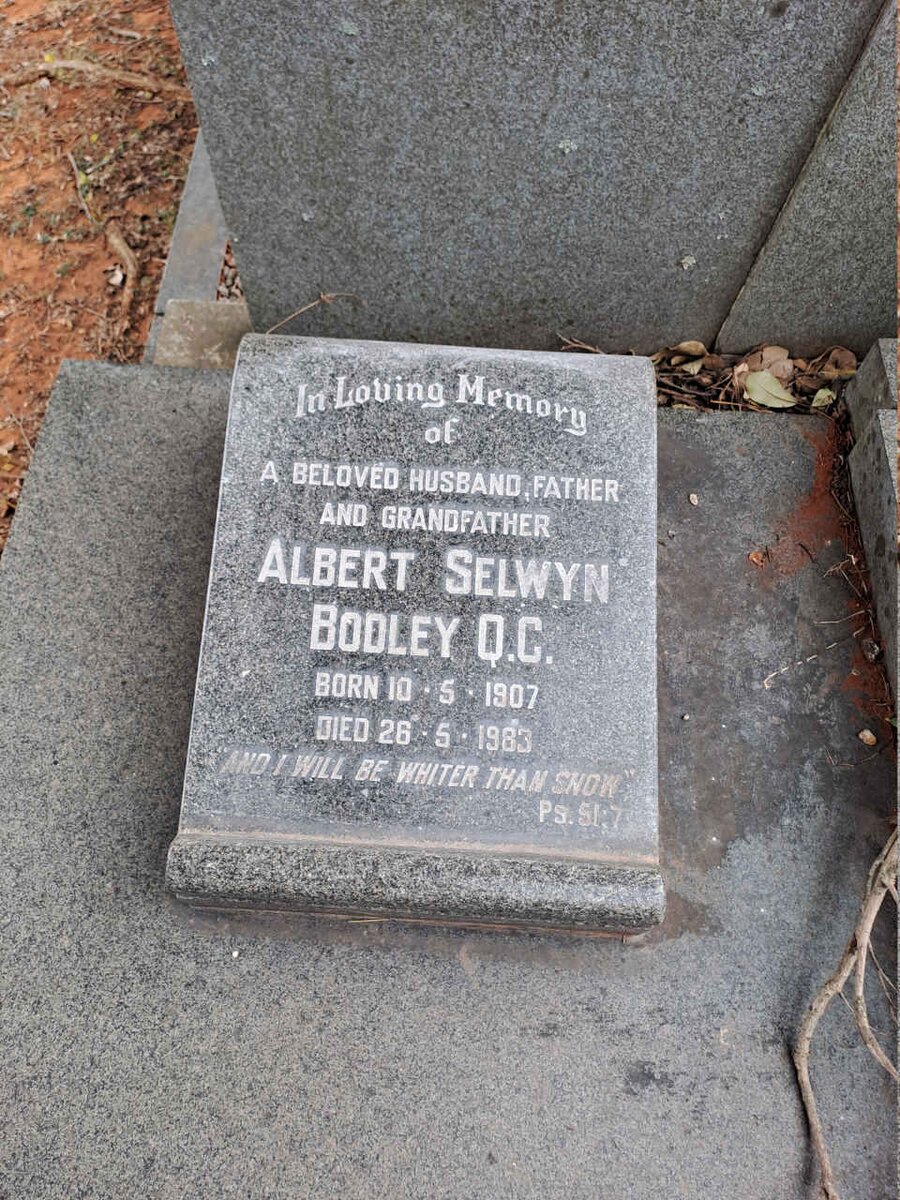 In Loving Memory
of
A BELOVED HUSBAND, FATHER
AND GRANDFATHER
ALBERT SELWYN
BODLEY Q.C.
BORN 10 · 5 · 1907
DIED 26 · 5 · 1983
"AND I WILL BE WHITER THAN SNOW"
Ps. 51:7